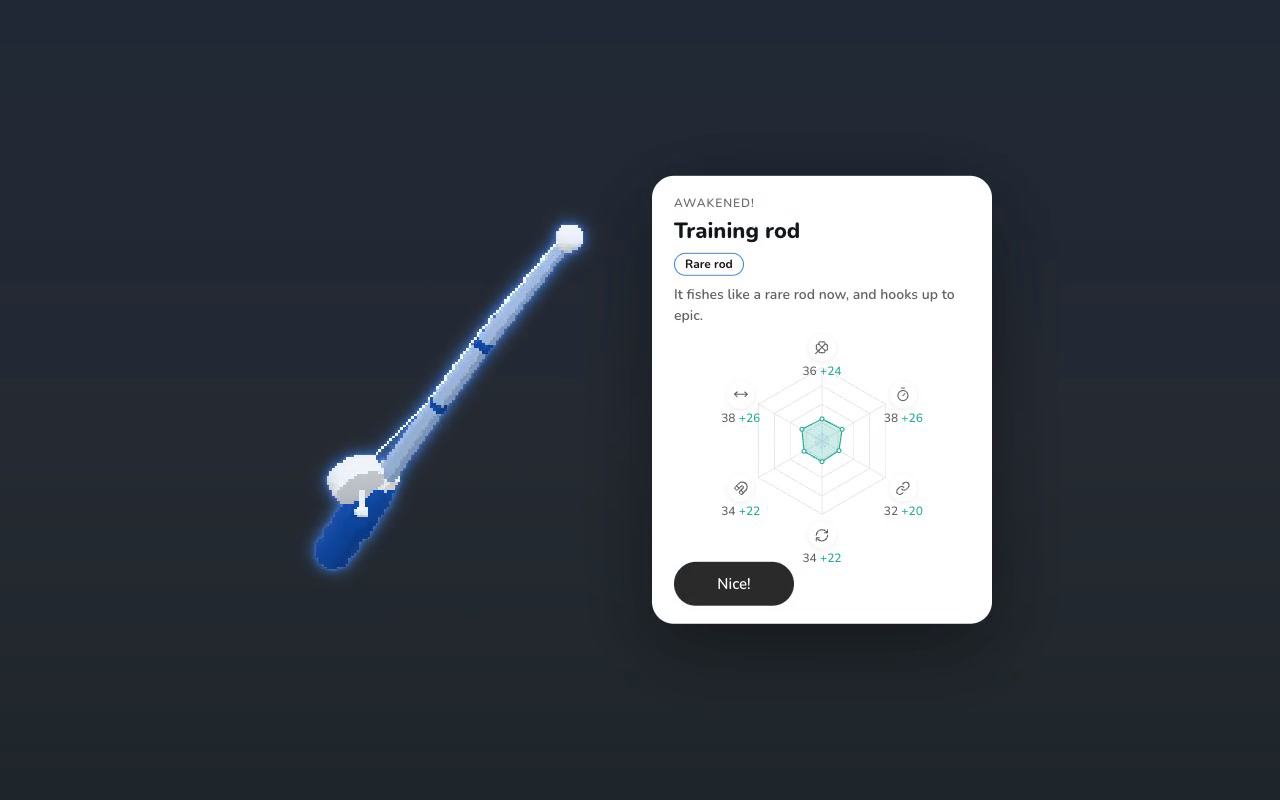 AWAKENED!
Training rod
Rare rod
It fishes like a rare rod now, and hooks up to
epic.
36 +24
38 +26
38 +26
34 +22
32 +20
34 +22
Nice!